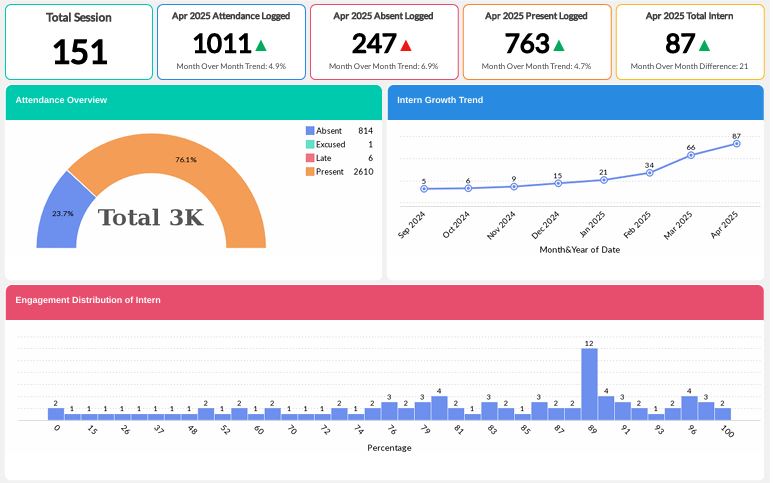 Total Session
151
Apr 2025 Attendance Logged
1011
Month Over Month Trend: 4.9%
Apr 2025 Absent Logged
247
Month Over Month Trend: 6.9%
Apr 2025 Present Logged
763
Month Over Month Trend: 4.7%
Apr 2025 Total Intern
87
Month Over Month Difference: 21
Attendance Overview
76.1%
23.7%
Total 3K
Absent 814
Excused 1
Late 6
Present 2610
Intern Growth Trend
5 6 9 15 21 34 66 87
Sep 2024 Oct 2024 Nov 2024 Dec 2024 Jan 2025 Feb 2025 Mar 2025 Apr 2025
Month&Year of Date
Engagement Distribution of Intern
2 1 1 1 1 1 1 1 1 2 1 2 1 2 1 1 1 2 1 2 3 2 3 4 2 1 3 2 1 3 2 2 12 4 3 2 1 2 4 3 2
0 15 26 37 48 52 60 70 72 74 76 79 81 83 85 87 89 91 93 96 100
Percentage